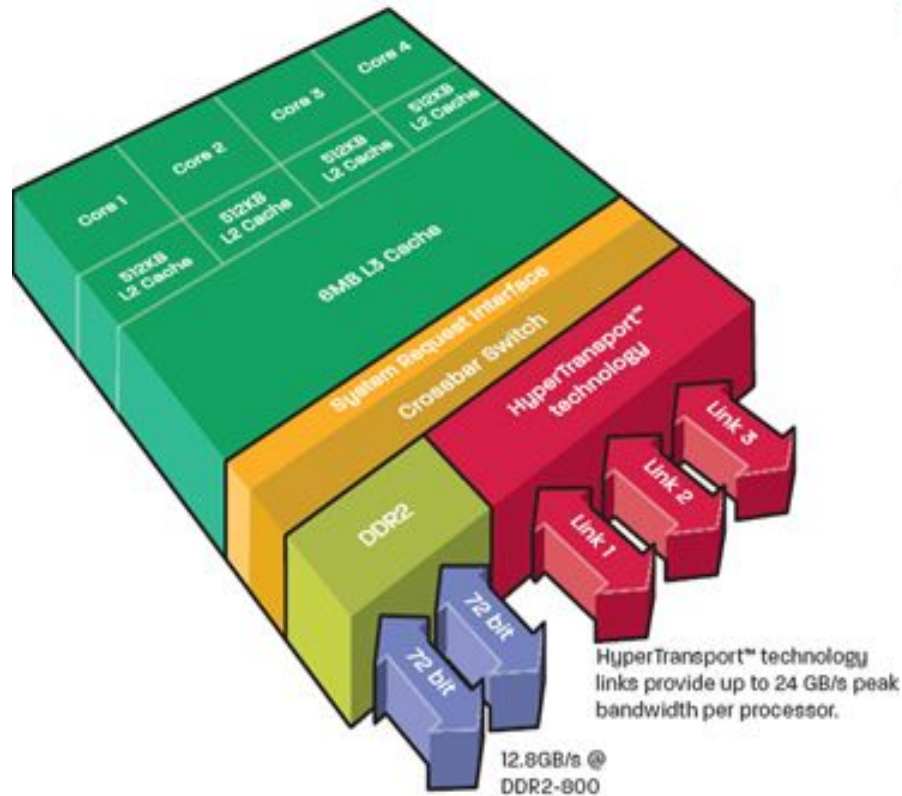 Core 1
Core 2
Core 3
Core 4
512KB
L2 Cache
512KB
L2 Cache
512KB
L2 Cache
512KB
L2 Cache
6MB L3 Cache
System Request Interface
Crossbar Switch
DDR2
HyperTransport™
technology
Link 1
Link 2
Link 3
72 bit
72 bit
HyperTransport™ technology
links provide up to 24 GB/s peak
bandwidth per processor.
12.8GB/s @
DDR2-800